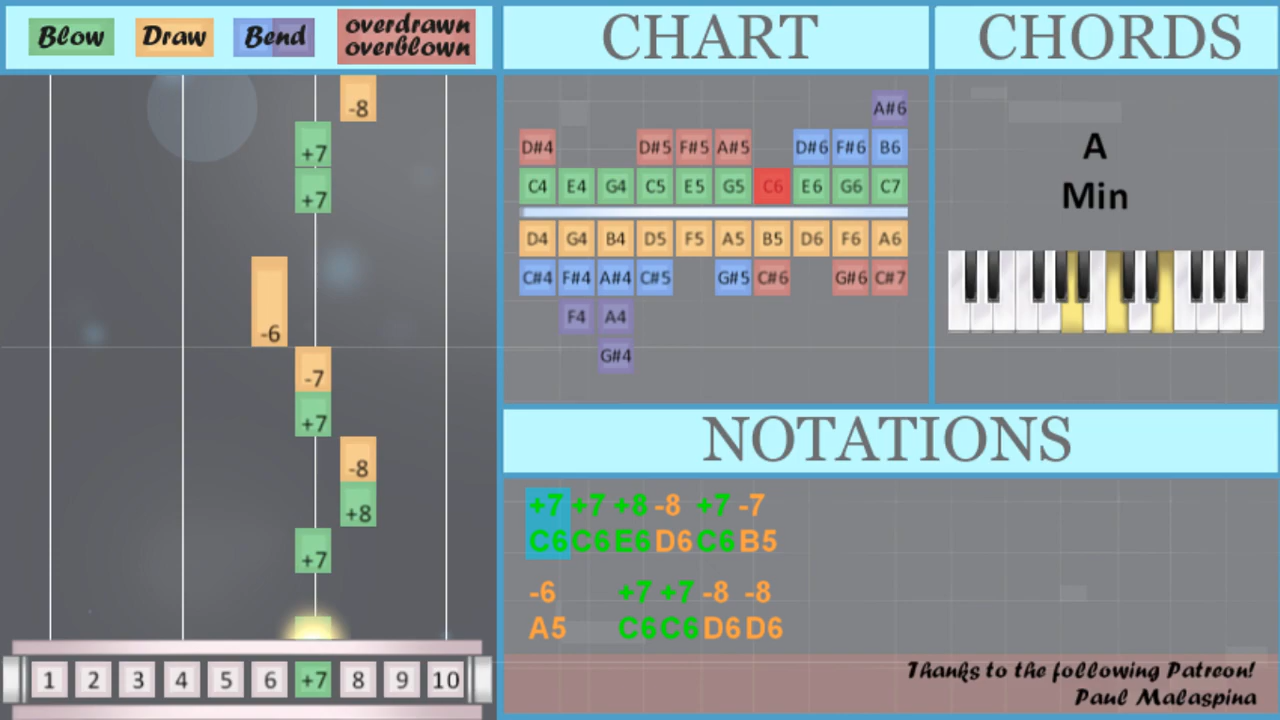 Blow Draw Bend overdrawn
overblown
CHART
CHORDS
-8
+7
+7
-6
-7
+7
-8
+8
+7
1 2 3 4 5 6 +7 8 9 10
A#6
D#4 D#5 F#5 A#5 D#6 F#6 B6
C4 E4 G4 C5 E5 G5 C6 E6 G6 C7
D4 G4 B4 D5 F5 A5 B5 D6 F6 A6
C#4 F#4 A#4 C#5 G#5 C#6 G#6 C#7
F4 A4
G#4
A
Min
NOTATIONS
+7 +7 +8 -8 +7 -7
C6 C6 E6 D6 C6 B5
-6 +7 +7 -8 -8
A5 C6 C6 D6 D6
Thanks to the following Patreon!
Paul Malaspina